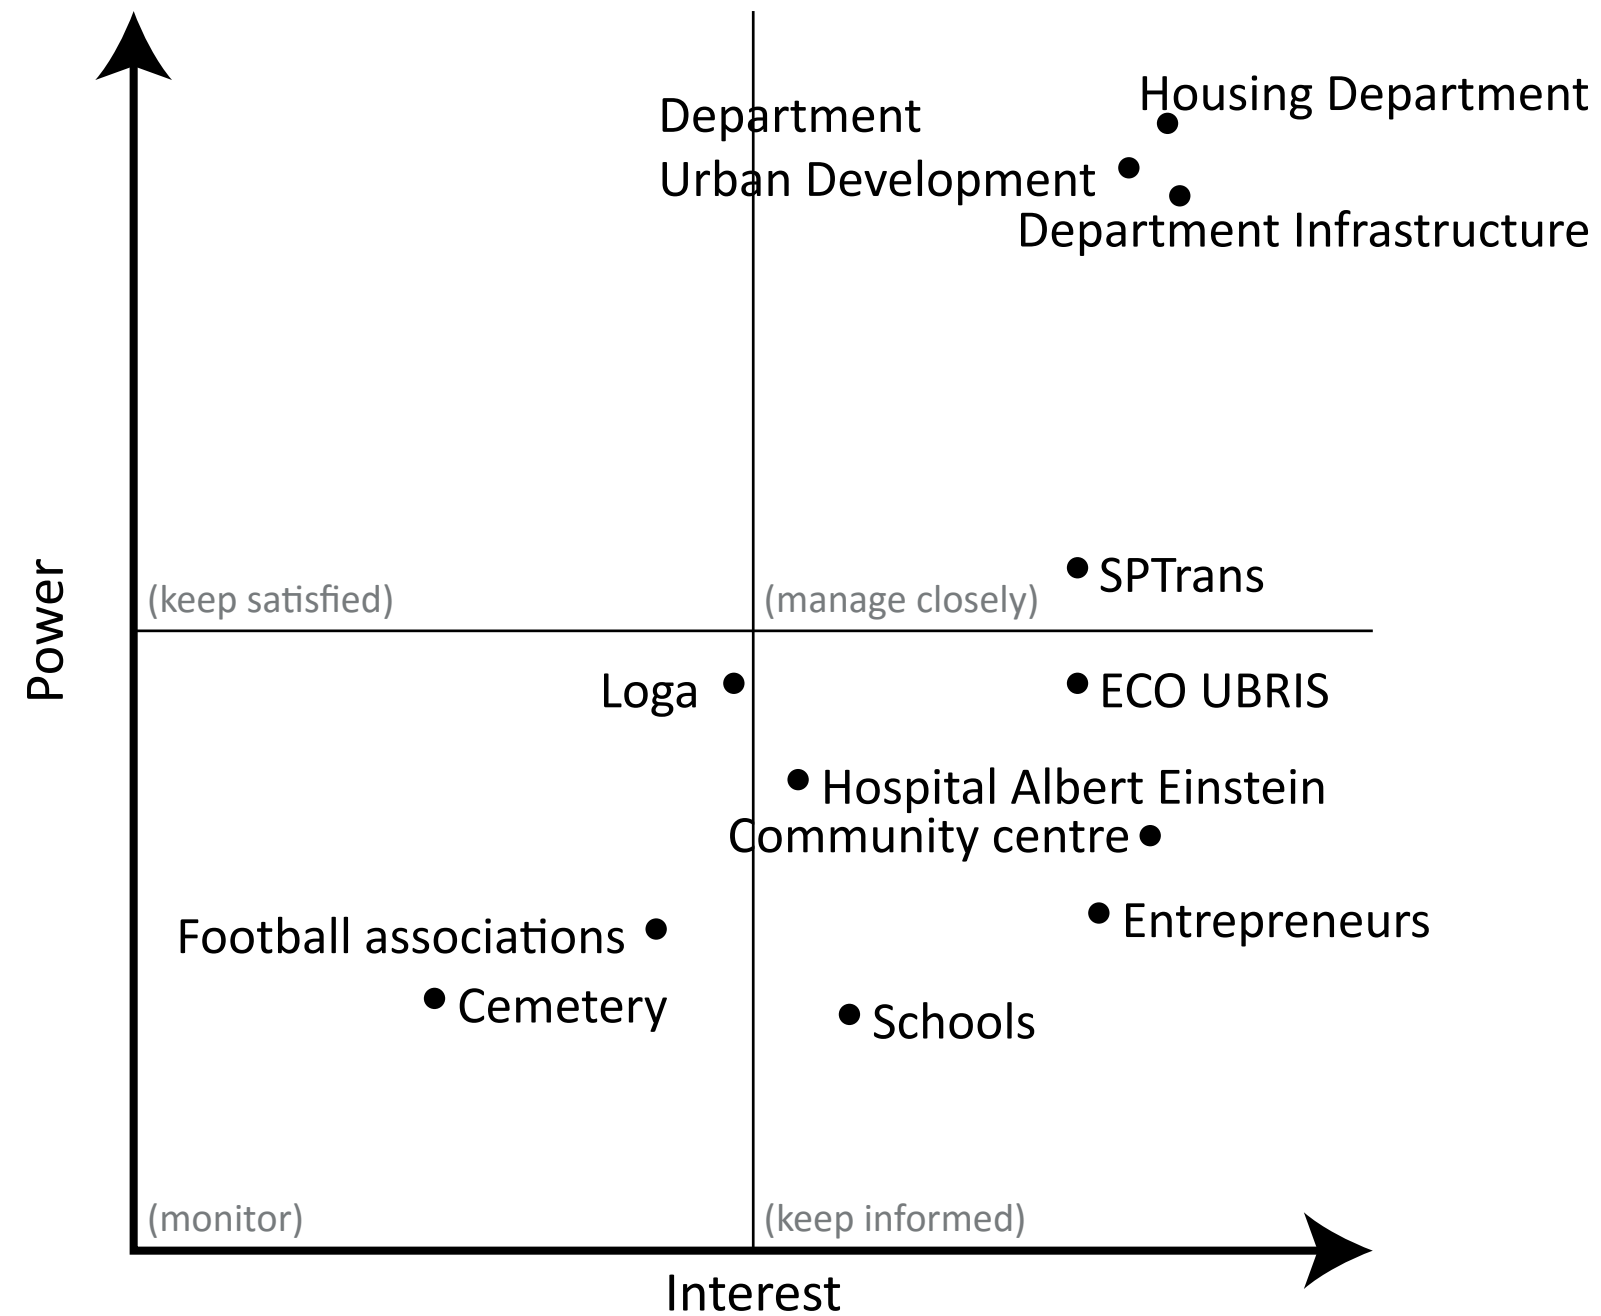 Housing Department
Department
Urban Development
Department Infrastructure
SPTrans
(keep satisfied)
(manage closely)
Power
Loga
ECO UBRIS
Hospital Albert Einstein
Community centre
Entrepreneurs
Football associations
Cemetery
Schools
(monitor)
(keep informed)
Interest